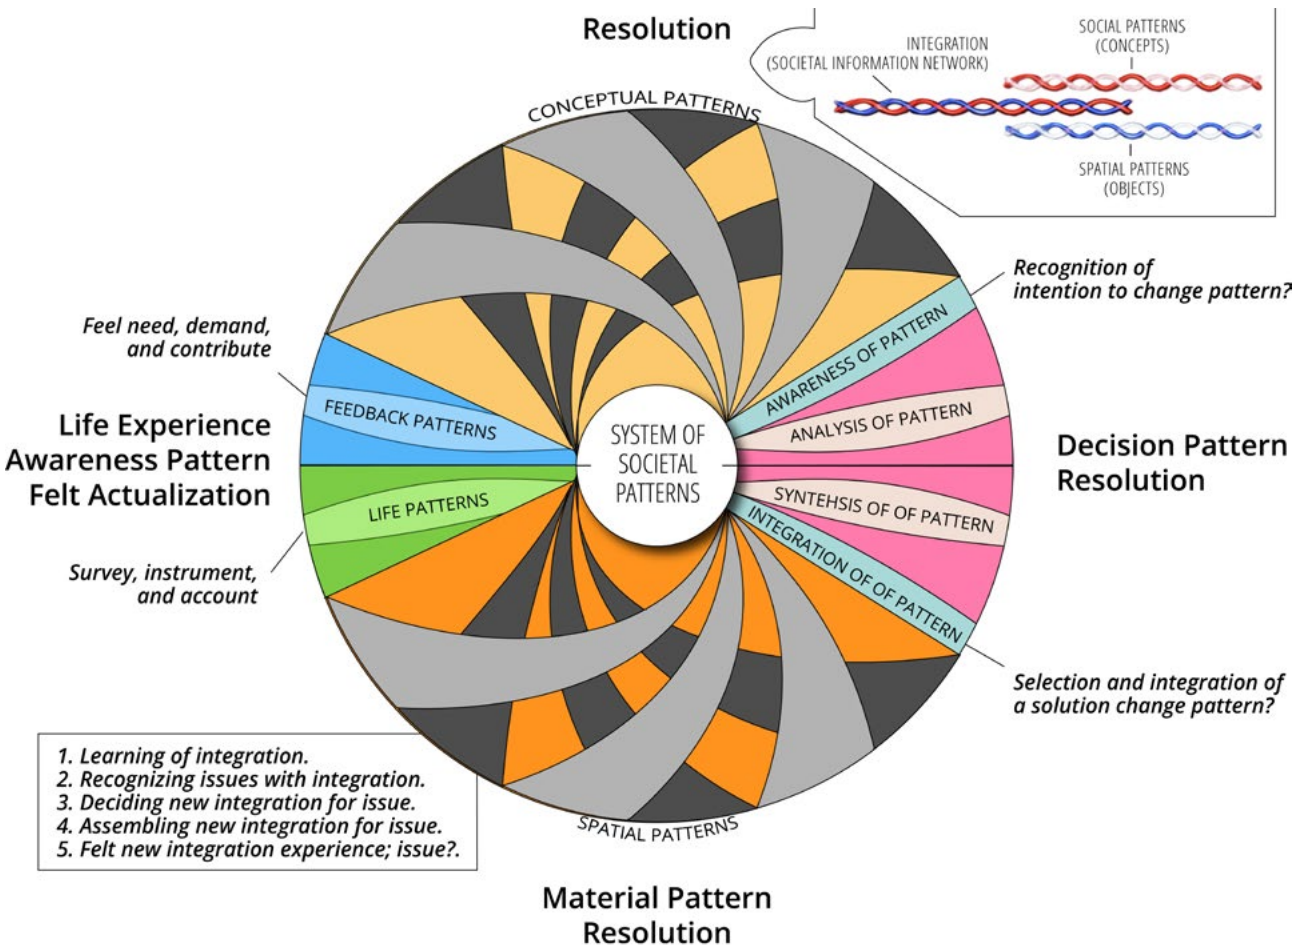 Resolution
SOCIAL PATTERNS
(CONCEPTS)
INTEGRATION
(SOCIETAL INFORMATION NETWORK)
SPATIAL PATTERNS
(OBJECTS)
CONCEPTUAL PATTERNS
Recognition of
intention to change pattern?
Feel need, demand,
and contribute
AWARENESS OF PATTERN
FEEDBACK PATTERNS
ANALYSIS OF PATTERN
Life Experience
Awareness Pattern
Felt Actualization
SYSTEM OF
SOCIETAL
PATTERNS
Decision Pattern
Resolution
LIFE PATTERNS
SYNTEHSIS OF OF PATTERN
INTEGRATION OF OF PATTERN
Survey, instrument,
and account
Selection and integration of
a solution change pattern?
1. Learning of integration.
2. Recognizing issues with integration.
3. Deciding new integration for issue.
4. Assembling new integration for issue.
5. Felt new integration experience; issue?.
SPATIAL PATTERNS
Material Pattern
Resolution